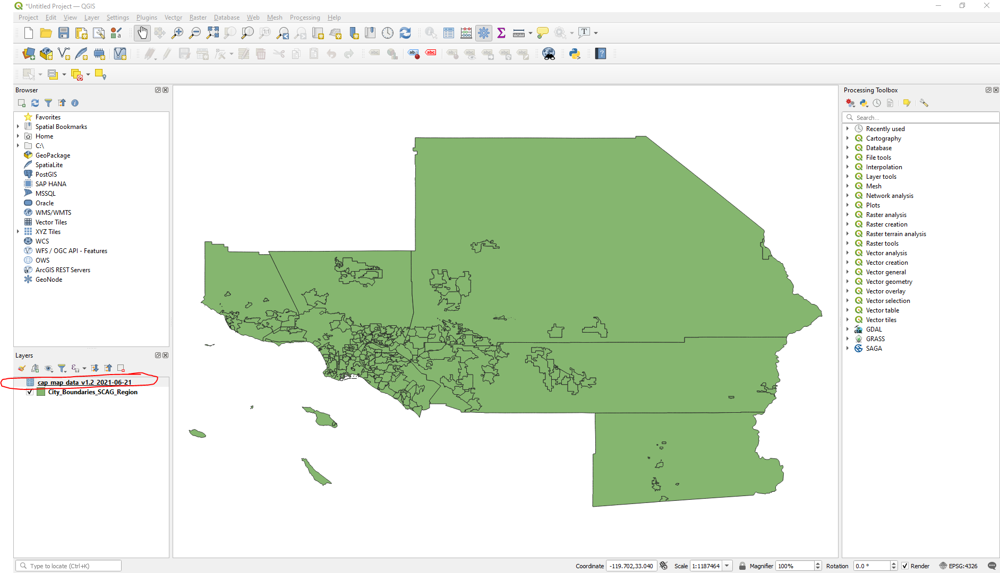 *Untitled Project — QGIS
Project Edit View Layer Settings Plugins Vector Raster Database Web Mesh Processing Help
Browser
Favorites
Spatial Bookmarks
Home
C:\
GeoPackage
SpatiaLite
PostGIS
SAP HANA
MSSQL
Oracle
WMS/WMTS
Vector Tiles
XYZ Tiles
WCS
WFS / OGC API - Features
OWS
ArcGIS REST Servers
GeoNode
Layers
cap_map_data_v1.2_2021-06-21
City_Boundaries_SCAG_Region
Processing Toolbox
Search...
Recently used
Cartography
Database
File tools
Interpolation
Layer tools
Mesh
Network analysis
Plots
Raster analysis
Raster creation
Raster terrain analysis
Raster tools
Vector analysis
Vector creation
Vector general
Vector geometry
Vector overlay
Vector selection
Vector table
Vector tiles
GDAL
GRASS
SAGA
Type to locate (Ctrl+K)
Coordinate -119.702,33.040 Scale 1:1187464 Magnifier 100% Rotation 0.0 ° Render EPSG:4326